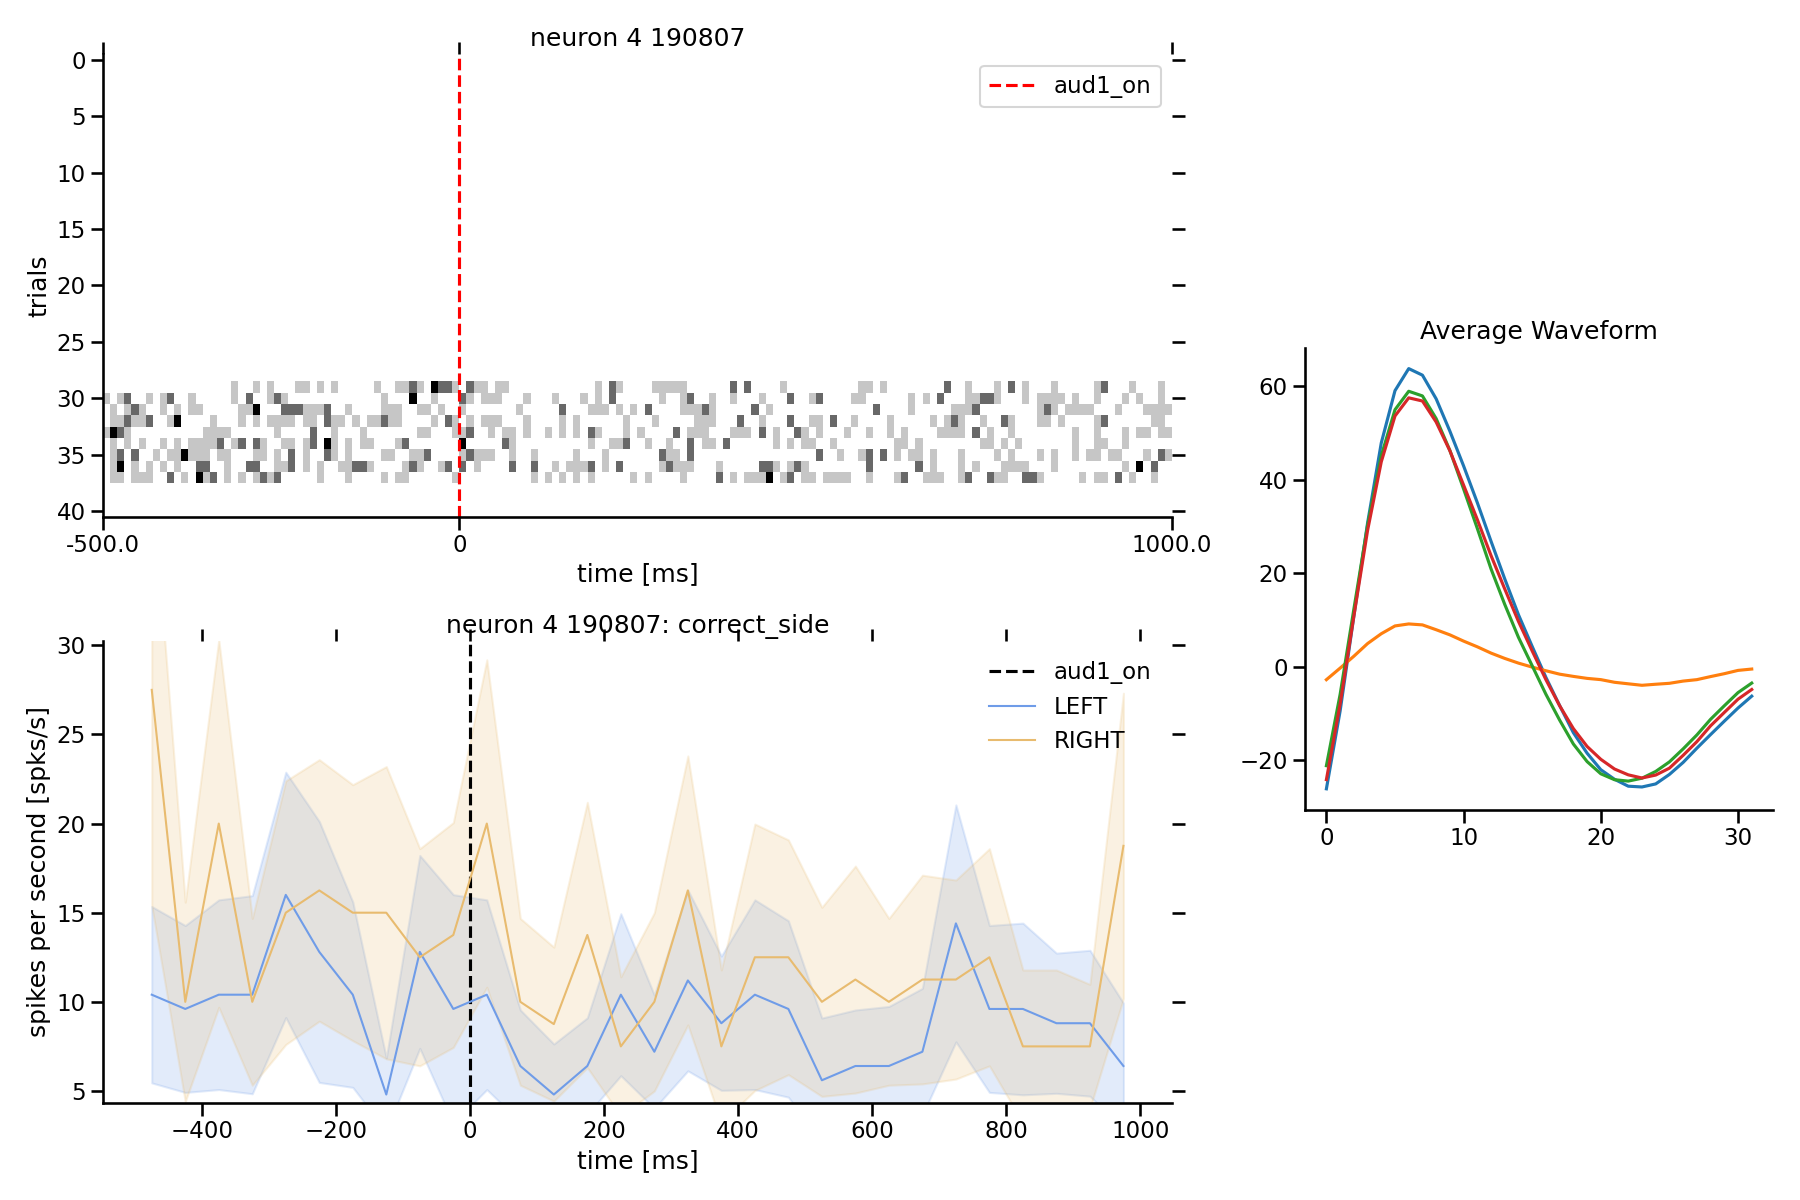 neuron 4 190807
aud1_on
0
5
10
15
20
25
30
35
40
trials
-500.0 0 1000.0
time [ms]
neuron 4 190807: correct_side
aud1_on
LEFT
RIGHT
30
25
20
15
10
5
spikes per second [spks/s]
−400 −200 0 200 400 600 800 1000
time [ms]
Average Waveform
60
40
20
0
−20
0 10 20 30